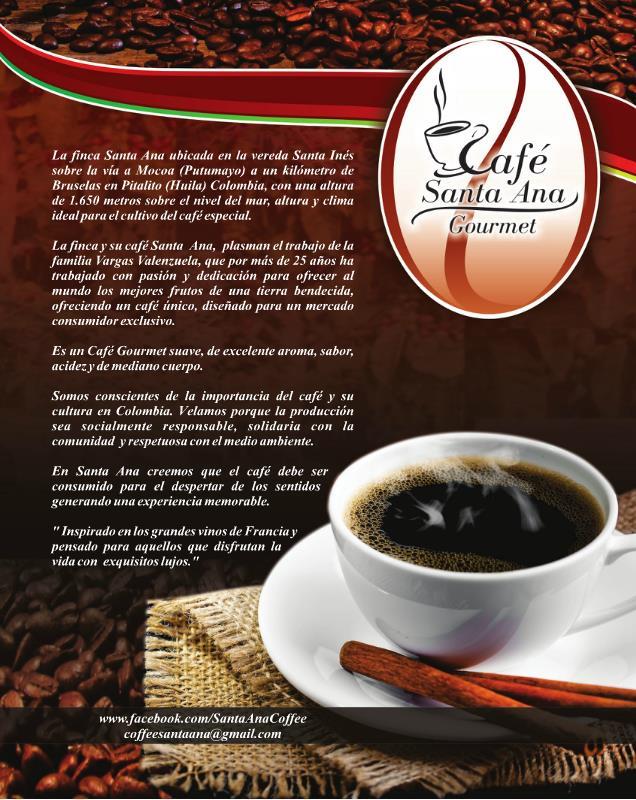 Café
Santa Ana
Gourmet
La finca Santa Ana ubicada en la vereda Santa Inés
sobre la vía a Mocoa (Putumayo) a un kilómetro de
Bruselas en Pitalito (Huila) Colombia, con una altura
de 1.650 metros sobre el nivel del mar, altura y clima
ideal para el cultivo del café especial.
La finca y su café Santa Ana, plasman el trabajo de la
familia Vargas Valenzuela, que por más de 25 años ha
trabajado con pasión y dedicación para ofrecer al
mundo los mejores frutos de una tierra bendecida,
ofreciendo un café único, diseñado para un mercado
consumidor exclusivo.
Es un Café Gourmet suave, de excelente aroma, sabor,
acidez y de mediano cuerpo.
Somos conscientes de la importancia del café y su
cultura en Colombia. Velamos porque la producción
sea socialmente responsable, solidaria con la
comunidad y respetuosa con el medio ambiente.
En Santa Ana creemos que el café debe ser
consumido para el despertar de los sentidos
generando una experiencia memorable.
" Inspirado en los grandes vinos de Francia y
pensado para aquellos que disfrutan la
vida con exquisitos lujos."
www.facebook.com/SantaAnaCoffee
coffeesantaana@gmail.com